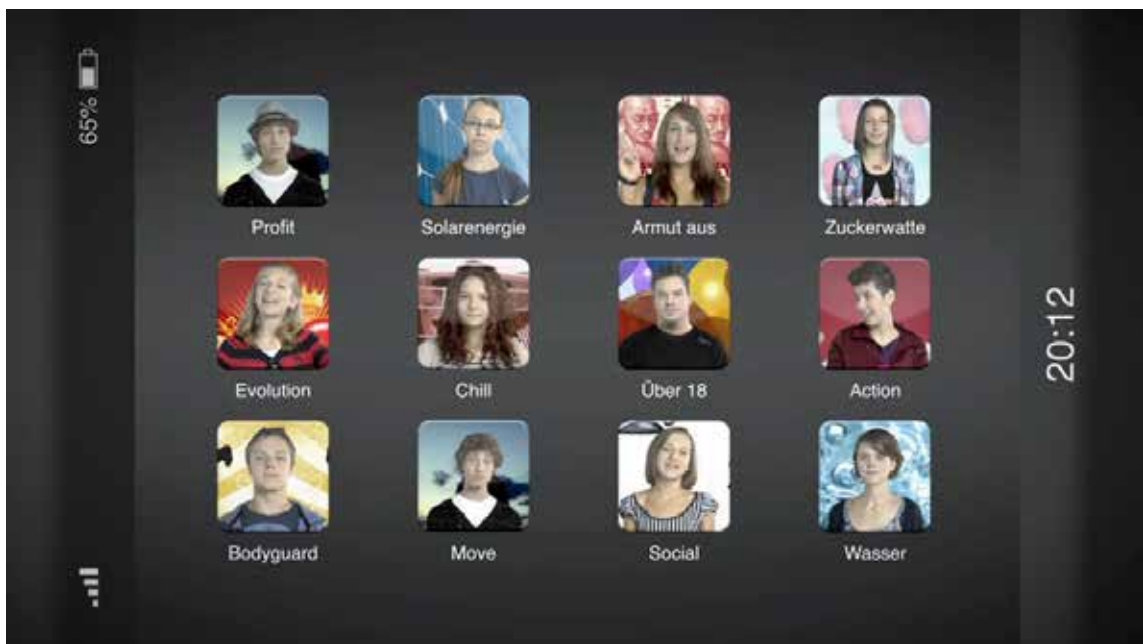 65%
Profit
Solarenergie
Armut aus
Zuckerwatte
Evolution
Chill
Über 18
Action
Bodyguard
Move
Social
Wasser
20:12